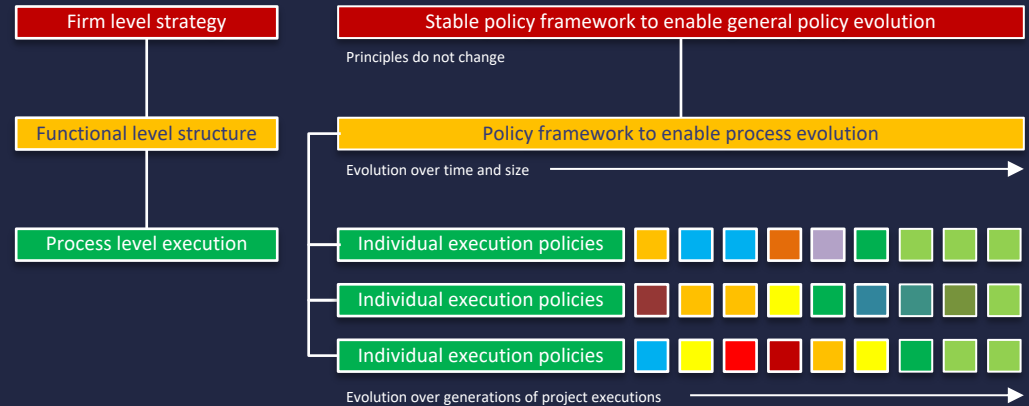 Firm level strategy
Stable policy framework to enable general policy evolution
Principles do not change
Functional level structure
Policy framework to enable process evolution
Evolution over time and size
Process level execution
Individual execution policies
Individual execution policies
Individual execution policies
Evolution over generations of project executions